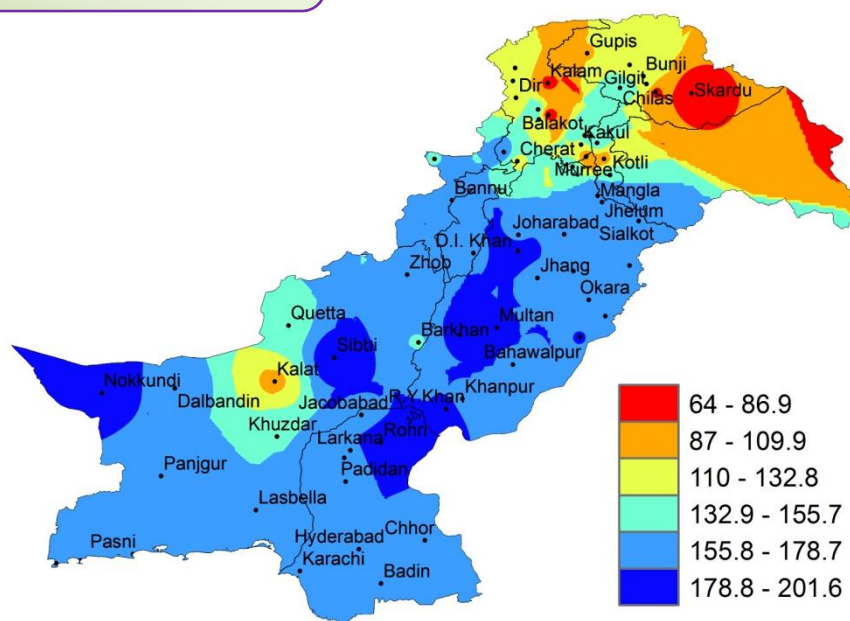 Gupis
Bunji
Kalam
Gilgit
Dir
Chilas
Skardu
Balakot
Kakul
Cherat
Kotli
Murree
Bannu
Mangla
Jhelum
Joharabad
Sialkot
D.I. Khan
Zhob
Jhang
Okara
Quetta
Multan
Barkhan
Sibbi
Bahawalpur
Kalat
Nokkundi
Khanpur
Dalbandin
R.Y.Khan
Jacobabad
Khuzdar
Larkana
Rohri
Panjgur
Padidan
Lasbella
Hyderabad
Chhor
Pasni
Karachi
Badin
64 - 86.9
87 - 109.9
110 - 132.8
132.9 - 155.7
155.8 - 178.7
178.8 - 201.6